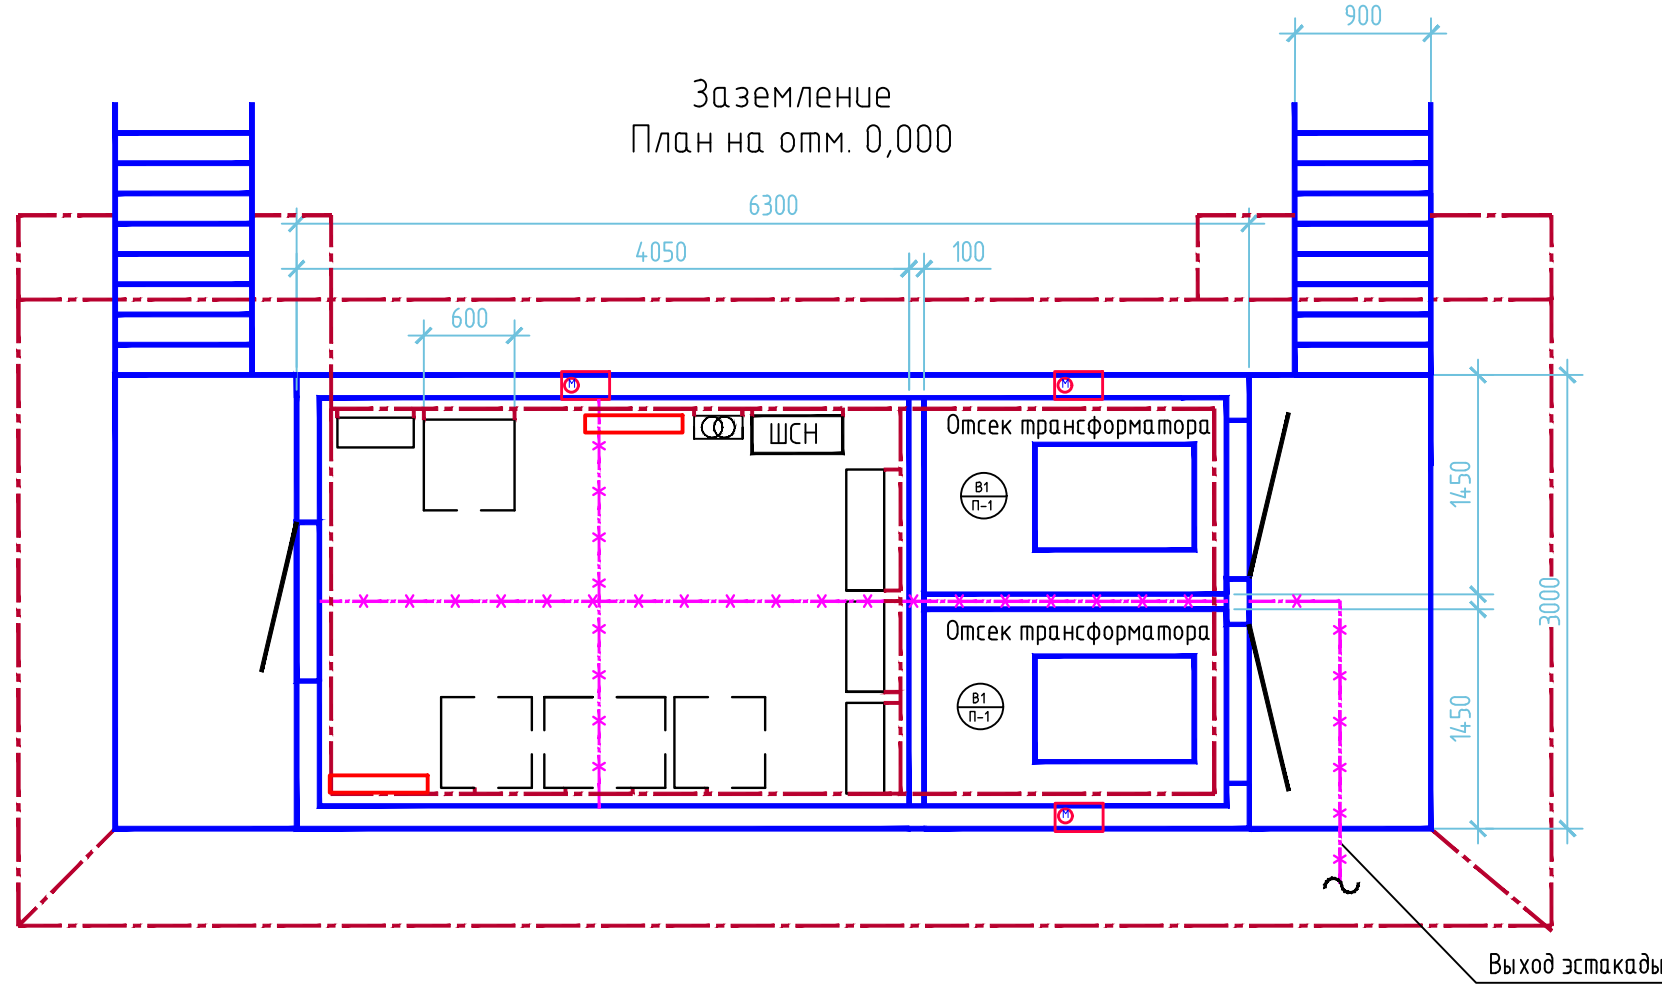 900
Заземление
План на отм. 0,000
6300
4050
100
600
М
М
ШСН
Отсек трансформатора
В1
П-1
1450
3000
Отсек трансформатора
В1
П-1
1450
М
Выход эстакады